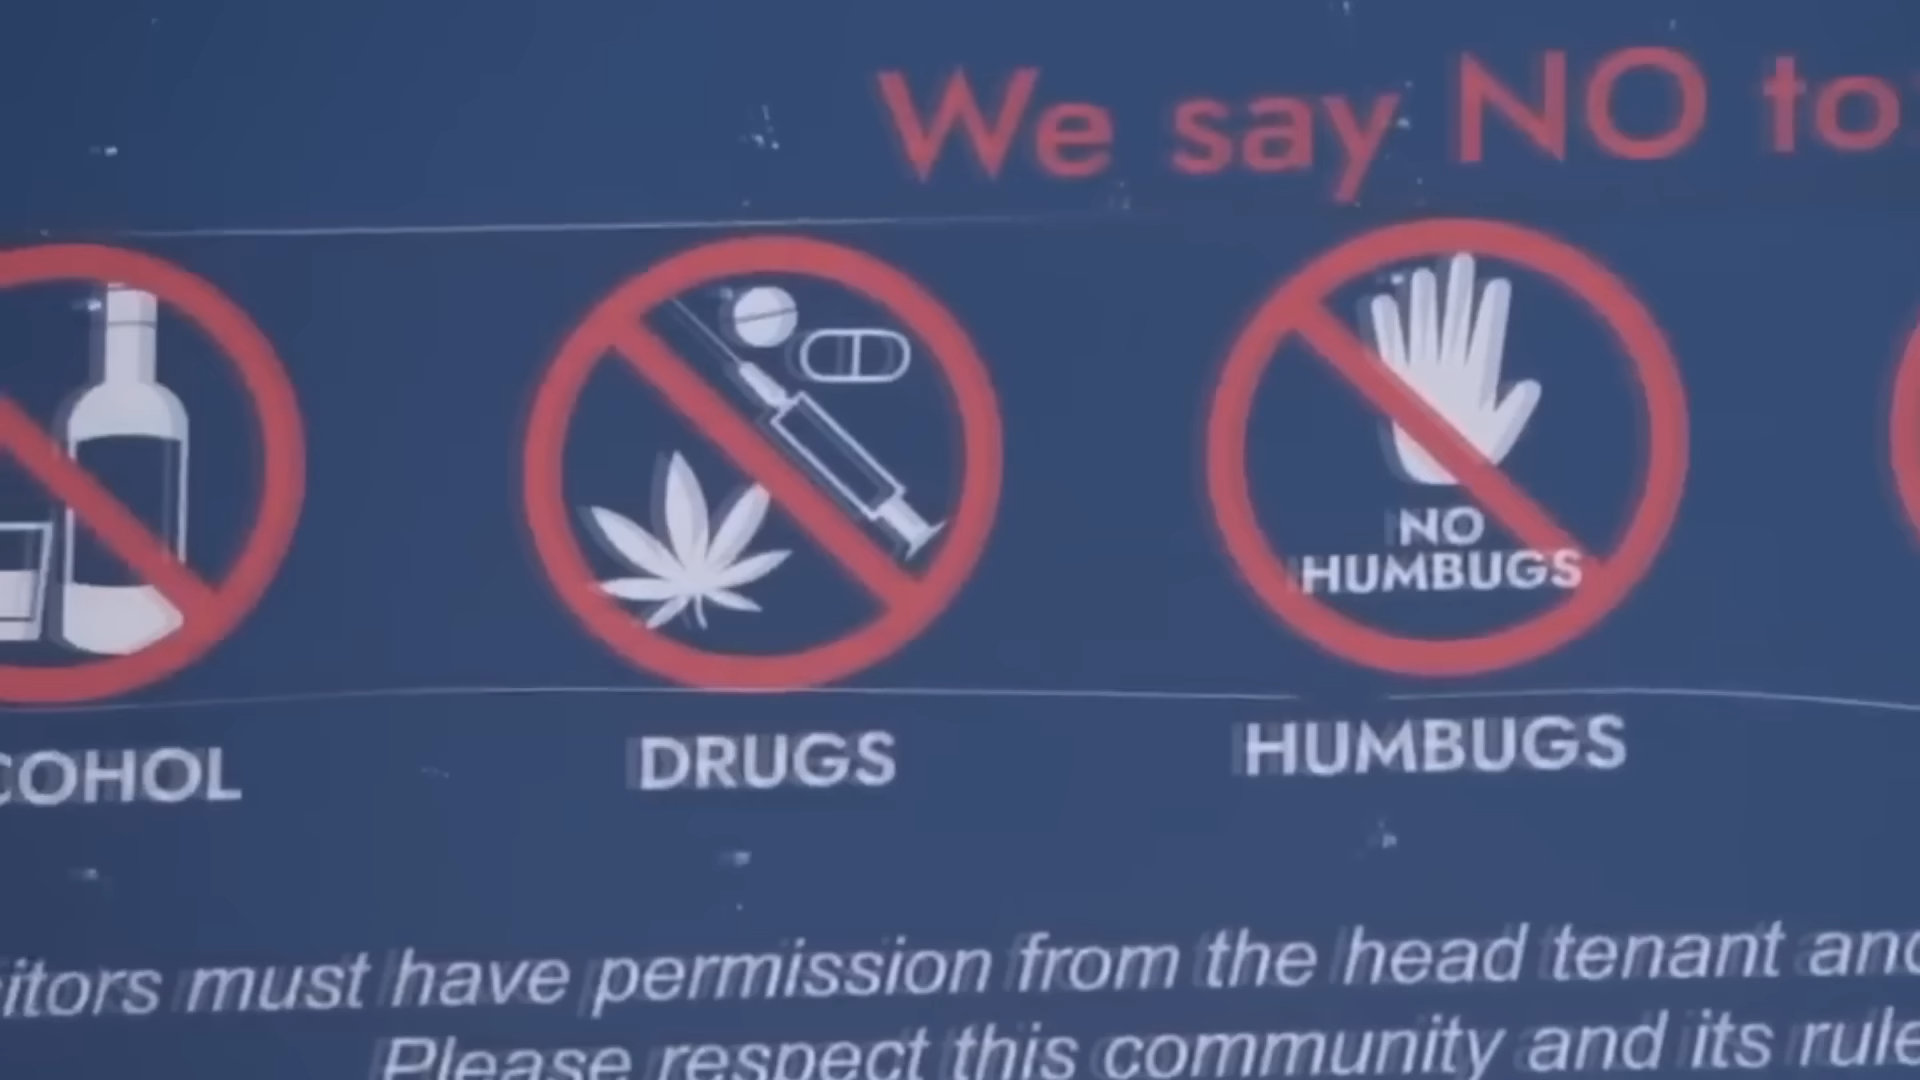 We say NO to
NO
HUMBUGS
COHOL
DRUGS
HUMBUGS
itors must have permission from the head tenant and
Please respect this community and its rule